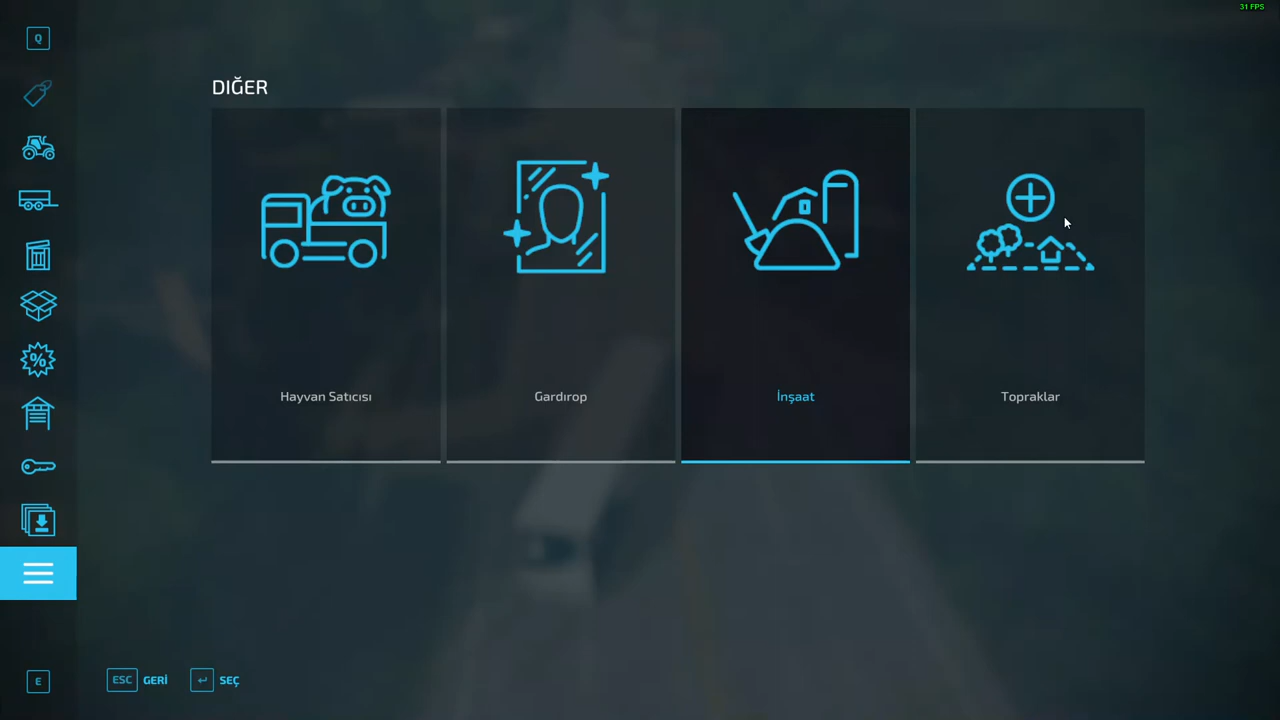 31 FPS
Q
DIĞER
%
Hayvan Satıcısı
Gardırop
İnşaat
Topraklar
E
ESC GERİ
SEÇ